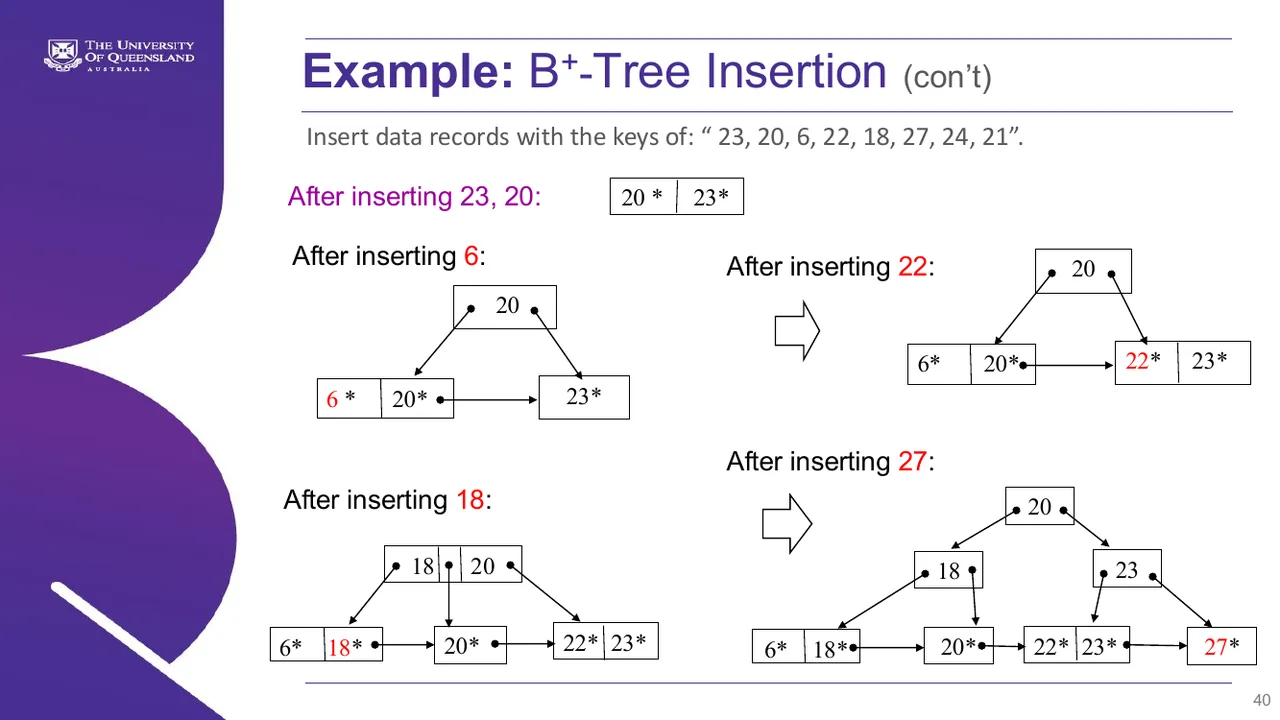 THE UNIVERSITY
OF QUEENSLAND
AUSTRALIA
Example: B+-Tree Insertion (con’t)
Insert data records with the keys of: “ 23, 20, 6, 22, 18, 27, 24, 21”.
After inserting 23, 20:
20 * 23*
After inserting 6:
20
6 * 20* 23*
After inserting 22:
20
6* 20* 22* 23*
After inserting 18:
18 20
6* 18* 20* 22* 23*
After inserting 27:
20
18 23
6* 18* 20* 22* 23* 27*
40